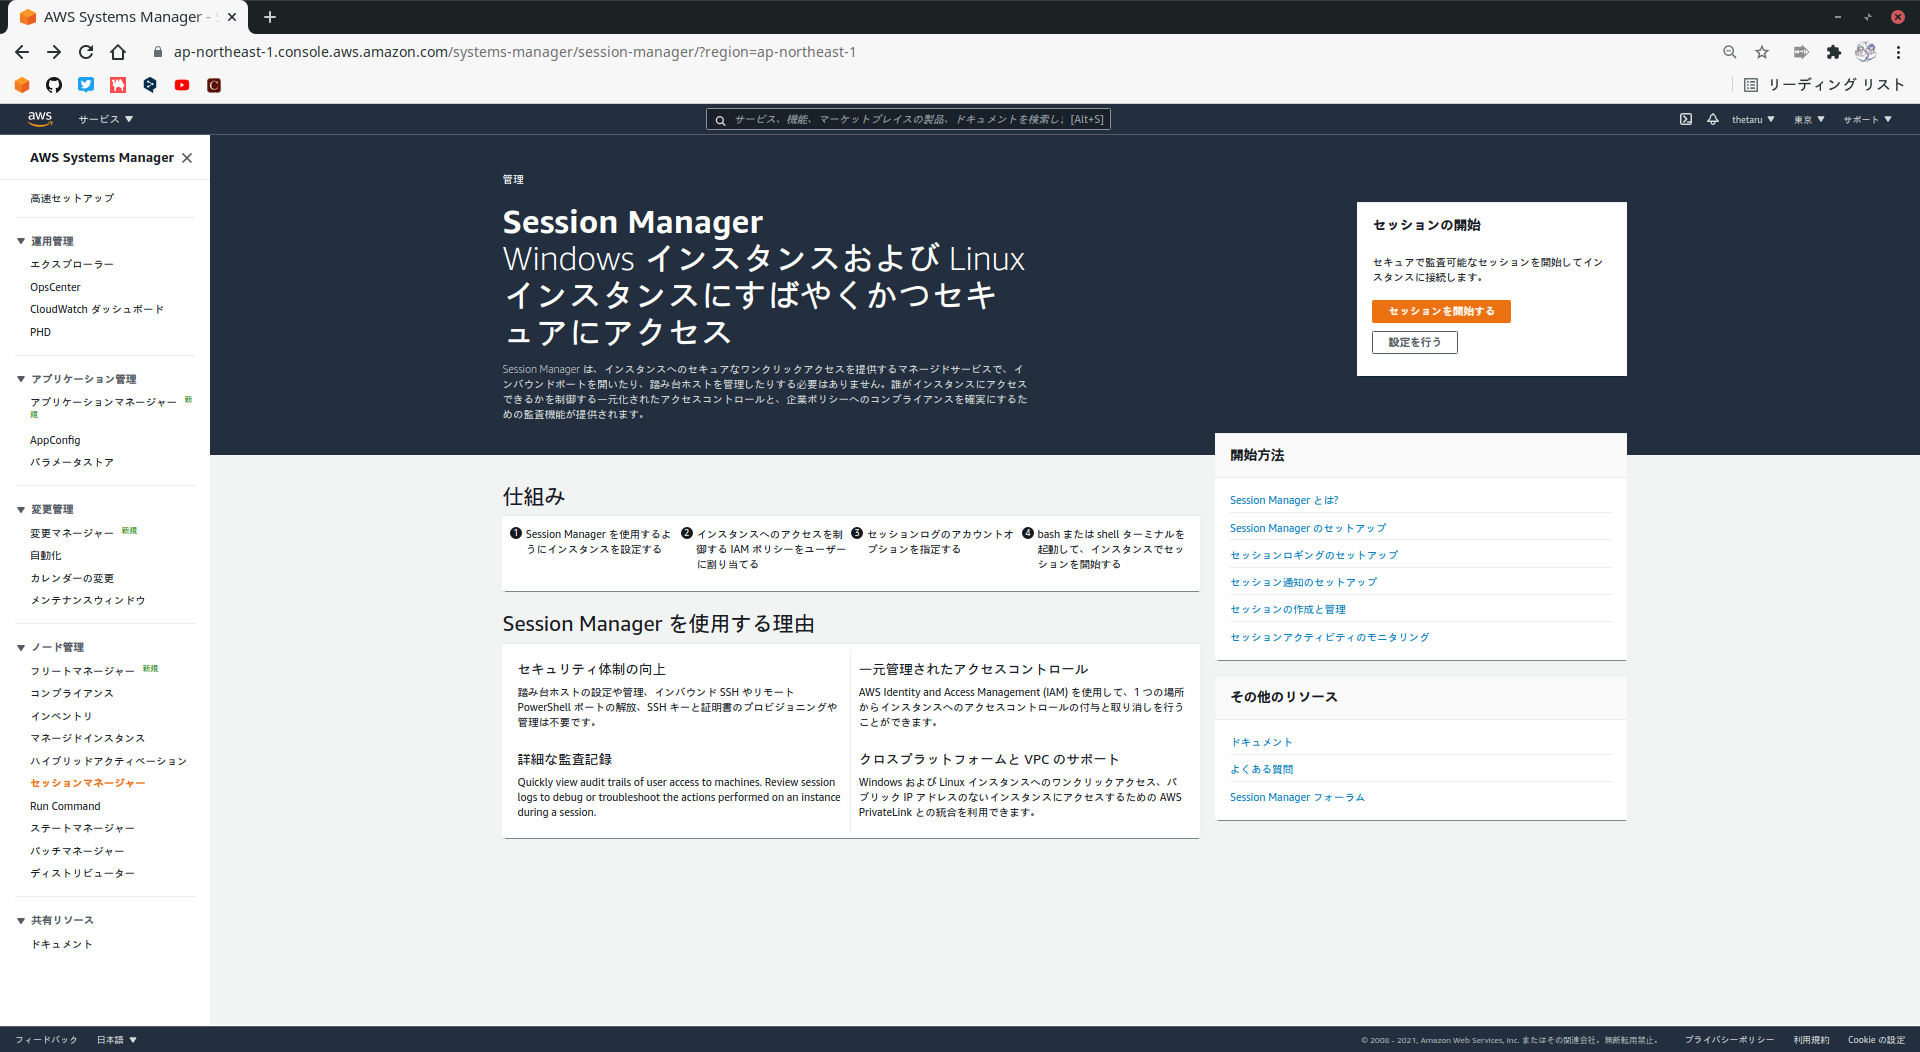 AWS Systems Manager - S
ap-northeast-1.console.aws.amazon.com/systems-manager/session-manager/?region=ap-northeast-1
リーディング リスト
aws
サービス
サービス、機能、マーケットプレイスの製品、ドキュメントを検索し [Alt+S]
thetaru
東京
サポート
AWS Systems Manager
高速セットアップ
運用管理
エクスプローラー
OpsCenter
CloudWatch ダッシュボード
PHD
アプリケーション管理
アプリケーションマネージャー 新
規
AppConfig
パラメータストア
変更管理
変更マネージャー 新規
自動化
カレンダーの変更
メンテナンスウィンドウ
ノード管理
フリートマネージャー 新規
コンプライアンス
インベントリ
マネージドインスタンス
ハイブリッドアクティベーション
セッションマネージャー
Run Command
ステートマネージャー
パッチマネージャー
ディストリビューター
共有リソース
ドキュメント
管理
Session Manager
Windows インスタンスおよび Linux
インスタンスにすばやくかつセキ
ュアにアクセス
Session Manager は、インスタンスへのセキュアなワンクリックアクセスを提供するマネージドサービスで、イ
ンバウンドポートを開いたり、踏み台ホストを管理したりする必要はありません。誰がインスタンスにアクセス
できるかを制御する一元化されたアクセスコントロールと、企業ポリシーへのコンプライアンスを確実にするた
めの監査機能が提供されます。
セッションの開始
セキュアで監査可能なセッションを開始してイン
スタンスに接続します。
セッションを開始する
設定を行う
仕組み
1 Session Manager を使用するよ
うにインスタンスを設定する
2 インスタンスへのアクセスを制
御する IAM ポリシーをユーザー
に割り当てる
3 セッションログのアカウントオ
プションを指定する
4 bash または shell ターミナルを
起動して、インスタンスでセッ
ションを開始する
Session Manager を使用する理由
セキュリティ体制の向上
踏み台ホストの設定や管理、インバウンド SSH やリモート
PowerShell ポートの解放、SSH キーと証明書のプロビジョニングや
管理は不要です。
一元管理されたアクセスコントロール
AWS Identity and Access Management (IAM) を使用して、1 つの場所
からインスタンスへのアクセスコントロールの付与と取り消しを行う
ことができます。
詳細な監査記録
Quickly view audit trails of user access to machines. Review session
logs to debug or troubleshoot the actions performed on an instance
during a session.
クロスプラットフォームと VPC のサポート
Windows および Linux インスタンスへのワンクリックアクセス、パ
ブリック IP アドレスのないインスタンスにアクセスするための AWS
PrivateLink との統合を利用できます。
開始方法
Session Manager とは?
Session Manager のセットアップ
セッションロギングのセットアップ
セッション通知のセットアップ
セッションの作成と管理
セッションアクティビティのモニタリング
その他のリソース
ドキュメント
よくある質問
Session Manager フォーラム
フィードバック
日本語
© 2008 - 2021, Amazon Web Services, Inc. またはその関連会社。無断転用禁止。
プライバシーポリシー
利用規約
Cookie の設定